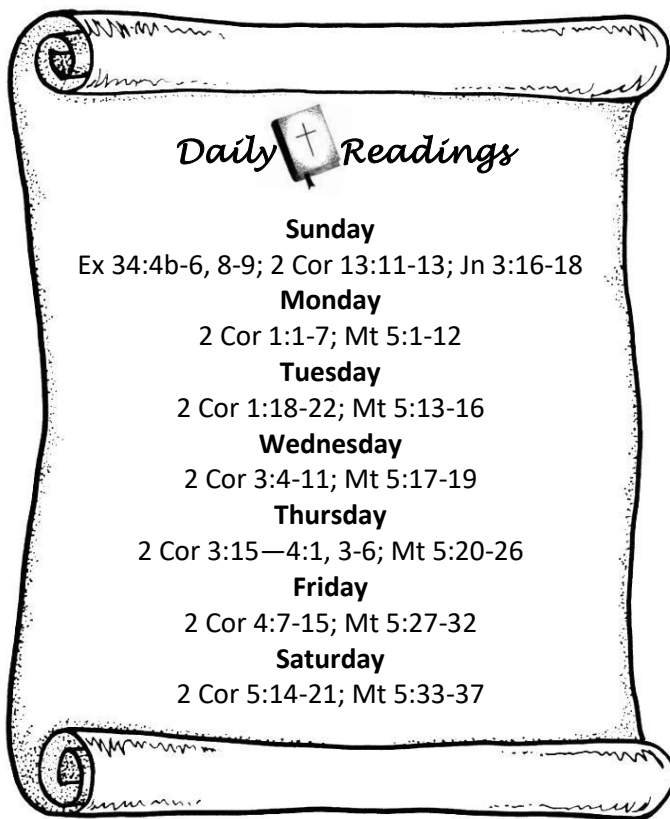 Daily Readings
Sunday
Ex 34:4b-6, 8-9; 2 Cor 13:11-13; Jn 3:16-18
Monday
2 Cor 1:1-7; Mt 5:1-12
Tuesday
2 Cor 1:18-22; Mt 5:13-16
Wednesday
2 Cor 3:4-11; Mt 5:17-19
Thursday
2 Cor 3:15—4:1, 3-6; Mt 5:20-26
Friday
2 Cor 4:7-15; Mt 5:27-32
Saturday
2 Cor 5:14-21; Mt 5:33-37